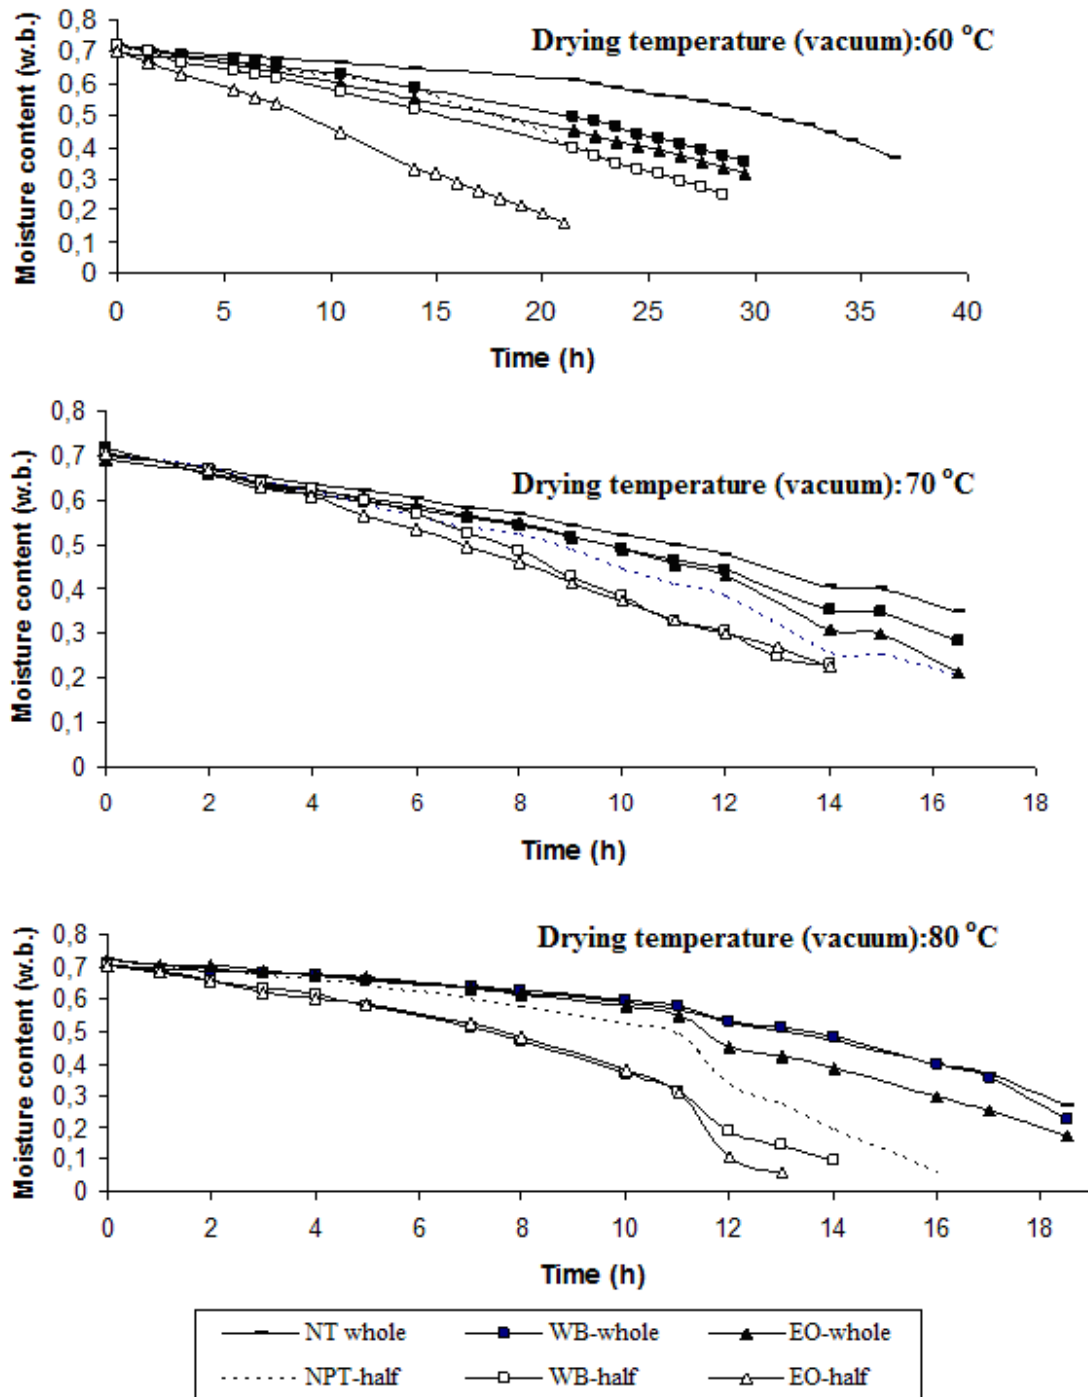 Drying temperature (vacuum):60 °C
Moisture content (w.b.)
0,8
0,7
0,6
0,5
0,4
0,3
0,2
0,1
0
0 5 10 15 20 25 30 35 40
Time (h)
Drying temperature (vacuum):70 °C
Moisture content (w.b.)
0,8
0,7
0,6
0,5
0,4
0,3
0,2
0,1
0
0 2 4 6 8 10 12 14 16 18
Time (h)
Drying temperature (vacuum):80 °C
Moisture content (w.b.)
0,8
0,7
0,6
0,5
0,4
0,3
0,2
0,1
0
0 2 4 6 8 10 12 14 16 18
Time (h)
NT whole WB-whole EO-whole
NPT-half WB-half EO-half